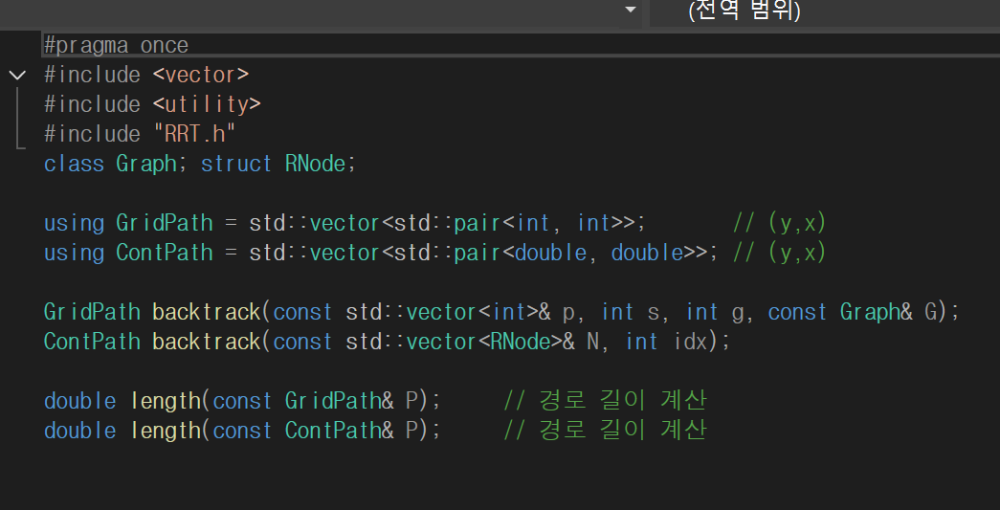 (전역 범위)
#pragma once
#include <vector>
#include <utility>
#include "RRT.h"
class Graph; struct RNode;
using GridPath = std::vector<std::pair<int, int>>; // (y,x)
using ContPath = std::vector<std::pair<double, double>>; // (y,x)
GridPath backtrack(const std::vector<int>& p, int s, int g, const Graph& G);
ContPath backtrack(const std::vector<RNode>& N, int idx);
double length(const GridPath& P); // 경로 길이 계산
double length(const ContPath& P); // 경로 길이 계산